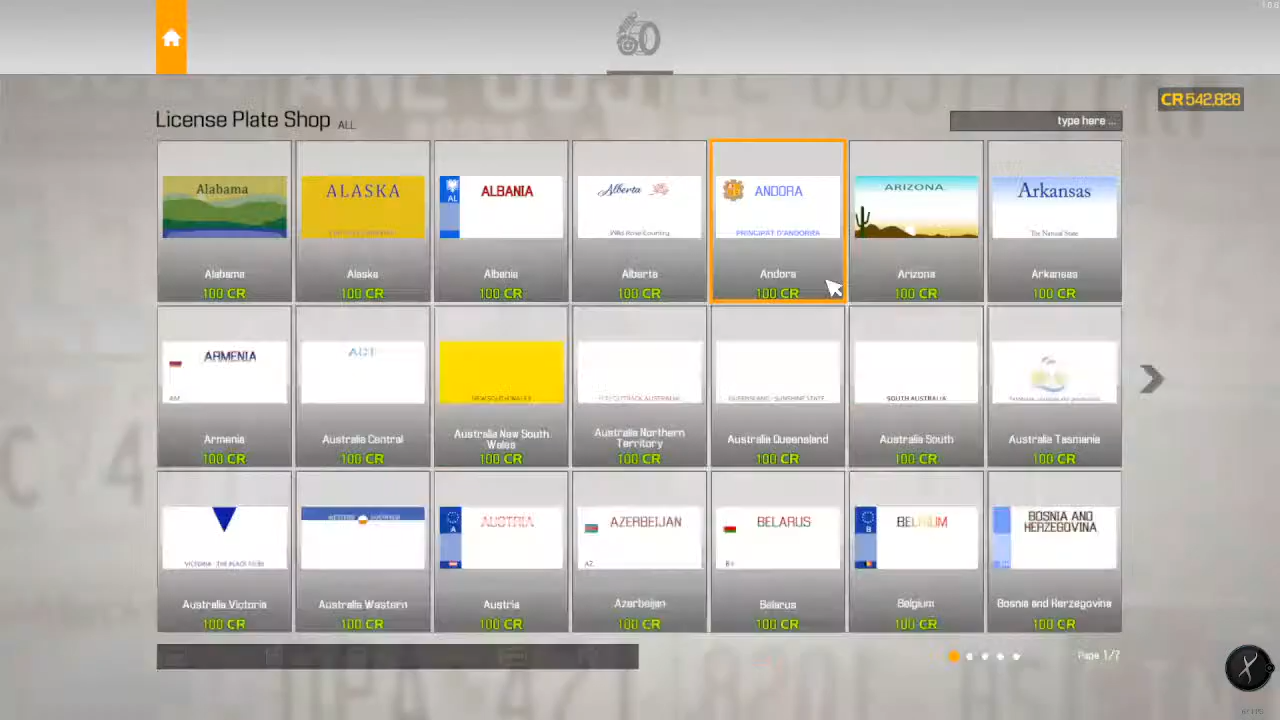 CR 542,828
License Plate Shop ALL
type here ...
Alabama
ALASKA
AL
ALBANIA
Alberta
Wild Rose Country
ANDORA
PRINCIPAT D'ANDORRA
ARIZONA
Arkansas
The Natural State
Alabama
100 CR
Alaska
100 CR
Albania
100 CR
Alberta
100 CR
Andora
100 CR
Arizona
100 CR
Arkansas
100 CR
ARMENIA
AM
NEW SOUTH WALES
QUEENSLAND - SUNSHINE STATE
SOUTH AUSTRALIA
Armenia
100 CR
Australia Central
100 CR
Australia New South
Wales
100 CR
Australia Northern
Territory
100 CR
Australia Queensland
100 CR
Australia South
100 CR
Australia Tasmania
100 CR
VICTORIA - THE PLACE TO BE
A
AUSTRIA
AZERBEIJAN
AZ
BELARUS
BY
B
BELGIUM
BOSNIA AND
HERZEGOVINA
Australia Victoria
100 CR
Australia Western
100 CR
Austria
100 CR
Azerbeijan
100 CR
Belarus
100 CR
Belgium
100 CR
Bosnia and Herzegovina
100 CR
Page 1/7